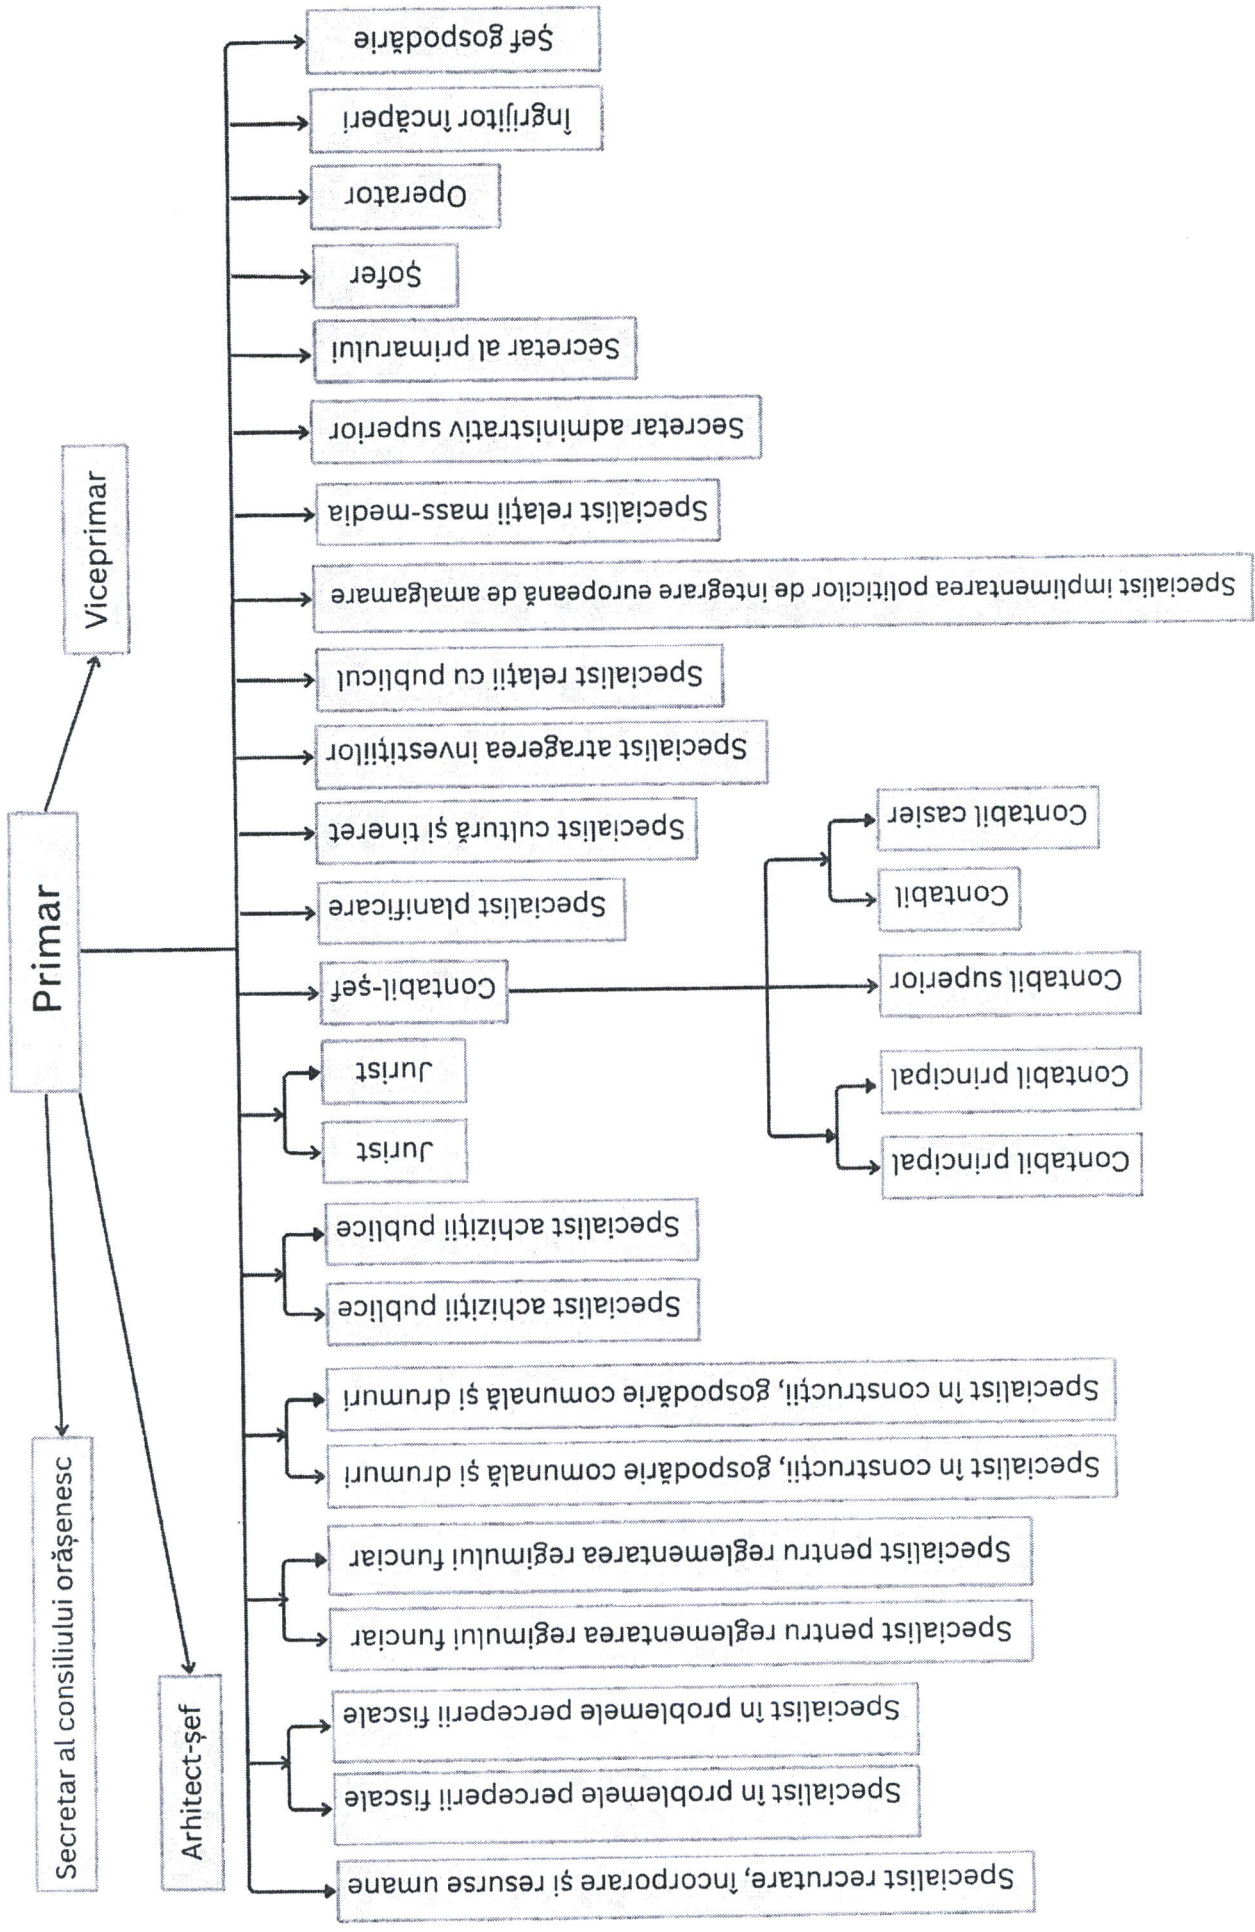 Primar
Viceprimar
Secretar al consiliului orășenesc
Arhitect-șef
Specialist recrutare, încorporare și resurse umane
Specialist în problemele perceperii fiscale
Specialist în problemele perceperii fiscale
Specialist pentru reglementarea regimului funciar
Specialist pentru reglementarea regimului funciar
Specialist în construcții, gospodărie comunală și drumuri
Specialist în construcții, gospodărie comunală și drumuri
Specialist achiziții publice
Specialist achiziții publice
Jurist
Jurist
Contabil-șef
Contabil principal
Contabil principal
Contabil superior
Contabil
Contabil casier
Specialist planificare
Specialist cultură și tineret
Specialist atragerea investițiilor
Specialist relații cu publicul
Specialist implimentarea politicilor de integrare europeană de amalgamare
Specialist relații mass-media
Secretar administrativ superior
Secretar al primarului
Șofer
Operator
Îngrijitor încăperi
Șef gospodărie